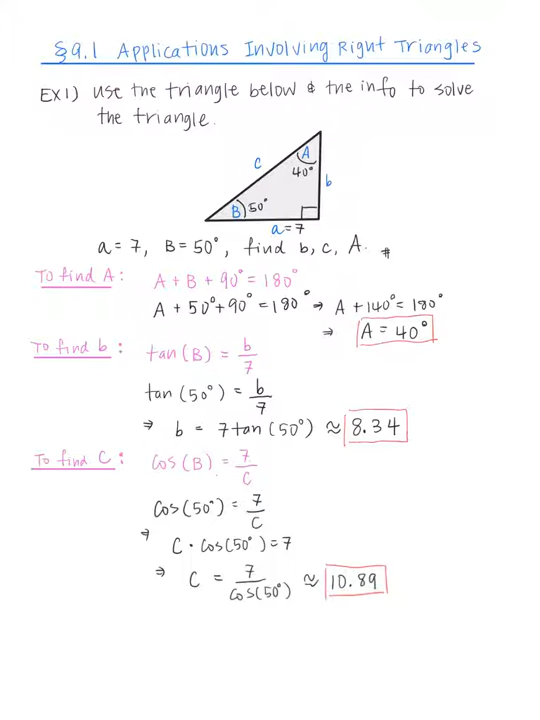 §9.1 Applications Involving Right Triangles
EX1) Use the triangle below & the info to solve
the triangle.
A
c
40°
b
B 50°
a = 7
a = 7, B = 50°, find b, c, A.
To find A: A + B + 90° = 180°
A + 50° + 90° = 180° ⇒ A + 140° = 180°
⇒ A = 40°
To find b: tan(B) = b/7
tan(50°) = b/7
⇒ b = 7tan(50°) ≈ 8.34
To find C: cos(B) = 7/c
cos(50°) = 7/c
⇒ c · cos(50°) = 7
⇒ c = 7/cos(50°) ≈ 10.89